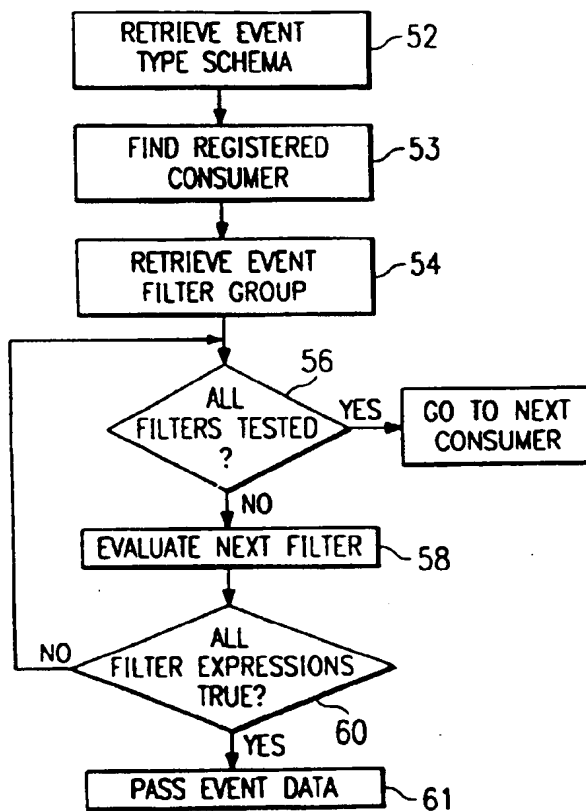 RETRIEVE EVENT
TYPE SCHEMA
52
FIND REGISTERED
CONSUMER
53
RETRIEVE EVENT
FILTER GROUP
54
56
ALL
FILTERS TESTED
?
YES
GO TO NEXT
CONSUMER
NO
EVALUATE NEXT FILTER
58
NO
ALL
FILTER EXPRESSIONS
TRUE?
60
YES
PASS EVENT DATA
61